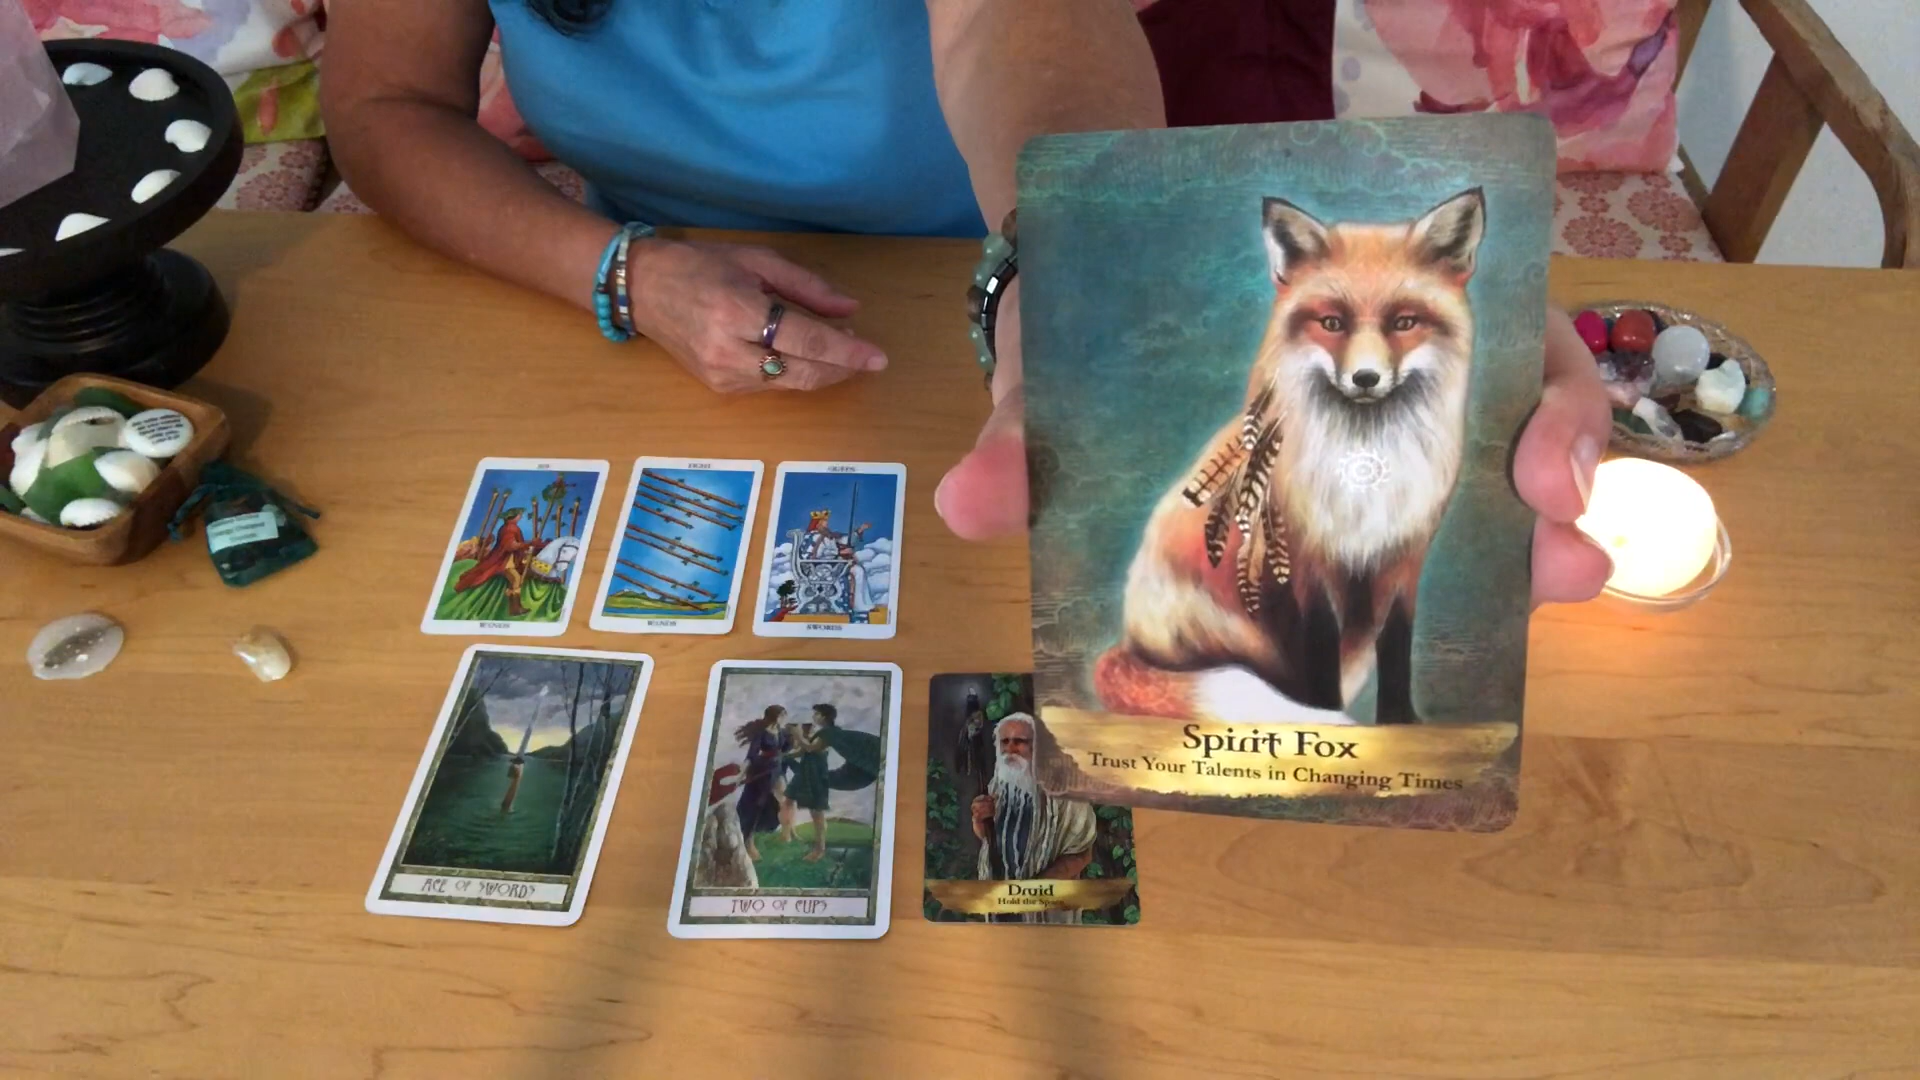 SIX
EIGHT
QUEEN
WANDS
WANDS
SWORDS
ACE OF SWORDS
TWO OF CUPS
Druid
Hold the Space
Spirit Fox
Trust Your Talents in Changing Times